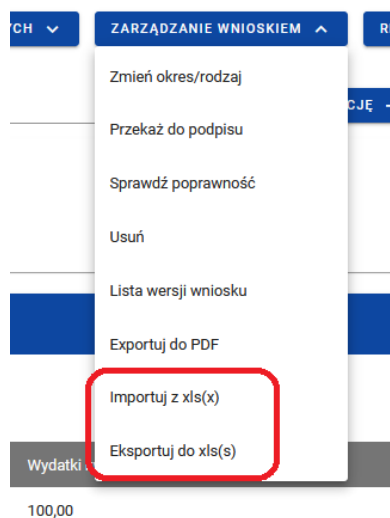 YCH
ZARZĄDZANIE WNIOSKIEM
R
Zmień okres/rodzaj
CJĘ
Przekaż do podpisu
Sprawdź poprawność
Usuń
Lista wersji wniosku
Exportuj do PDF
Importuj z xls(x)
Eksportuj do xls(s)
Wydatki
100,00